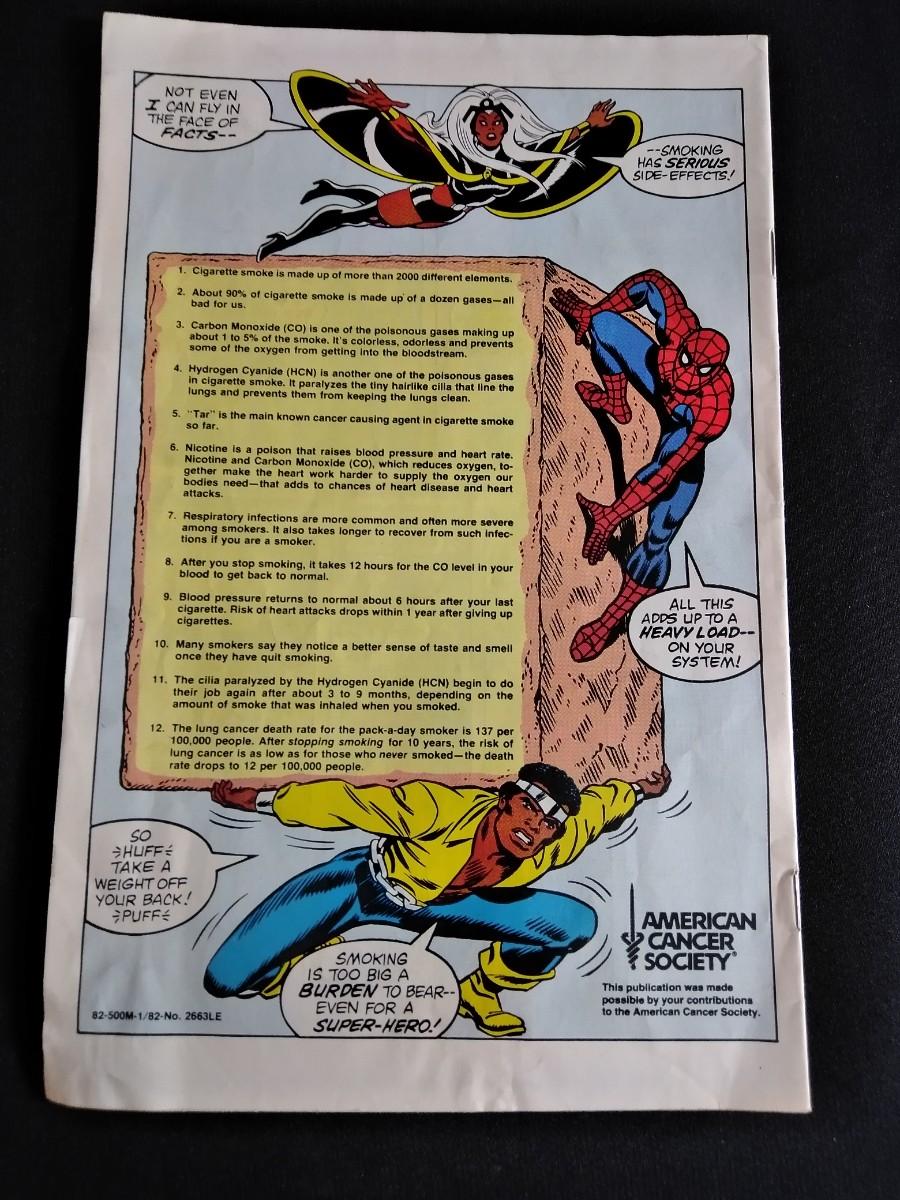 NOT EVEN
I CAN FLY IN
THE FACE OF
FACTS--
--SMOKING
HAS SERIOUS
SIDE-EFFECTS!
1. Cigarette smoke is made up of more than 2000 different elements.
2. About 90% of cigarette smoke is made up of a dozen gases—all
bad for us.
3. Carbon Monoxide (CO) is one of the poisonous gases making up
about 1 to 5% of the smoke. It's colorless, odorless and prevents
some of the oxygen from getting into the bloodstream.
4. Hydrogen Cyanide (HCN) is another one of the poisonous gases
in cigarette smoke. It paralyzes the tiny hairlike cilla that line the
lungs and prevents them from keeping the lungs clean.
5. "Tar" is the main known cancer causing agent in cigarette smoke
so far.
6. Nicotine is a poison that raises blood pressure and heart rate.
Nicotine and Carbon Monoxide (CO), which reduces oxygen, to-
gether make the heart work harder to supply the oxygen our
bodies need—that adds to chances of heart disease and heart
attacks.
7. Respiratory infections are more common and often more severe
among smokers. It also takes longer to recover from such infec-
tions if you are a smoker.
8. After you stop smoking, it takes 12 hours for the CO level in your
blood to get back to normal.
9. Blood pressure returns to normal about 6 hours after your last
cigarette. Risk of heart attacks drops within 1 year after giving up
cigarettes.
10. Many smokers say they notice a better sense of taste and smell
once they have quit smoking.
11. The cilia paralyzed by the Hydrogen Cyanide (HCN) begin to do
their job again after about 3 to 9 months, depending on the
amount of smoke that was inhaled when you smoked.
12. The lung cancer death rate for the pack-a-day smoker is 137 per
100,000 people. After stopping smoking for 10 years, the risk of
lung cancer is as low as for those who never smoked—the death
rate drops to 12 per 100,000 people.
ALL THIS
ADDS UP TO A
HEAVY LOAD--
ON YOUR
SYSTEM!
SO
HUFF
TAKE A
WEIGHT OFF
YOUR BACK!
PUFF
SMOKING
IS TOO BIG A
BURDEN TO BEAR--
EVEN FOR A
SUPER-HERO!
AMERICAN
CANCER
SOCIETY®
This publication was made
possible by your contributions
to the American Cancer Society.
82-500M-1/82-No. 2663LE